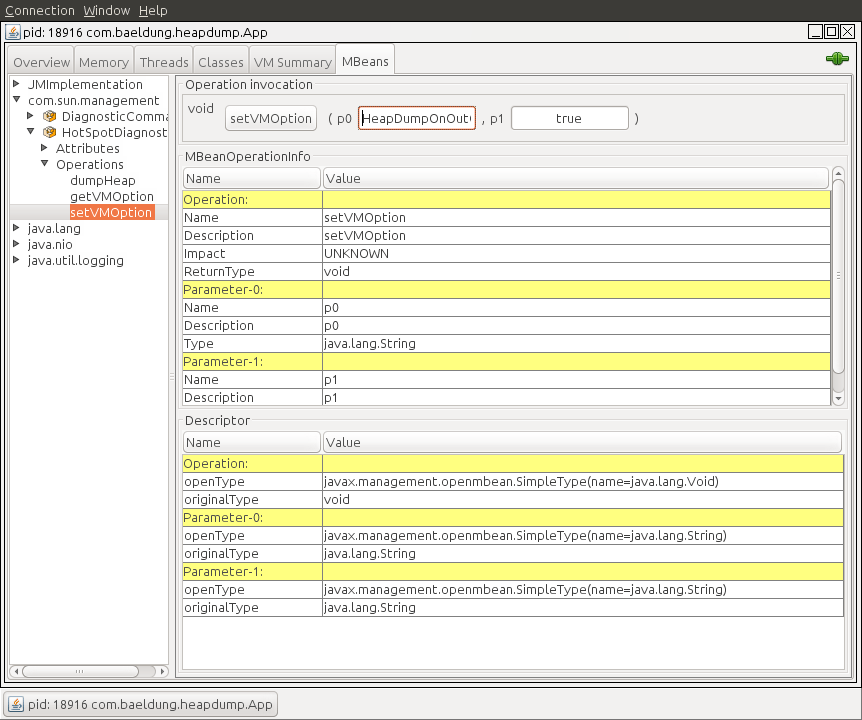 Connection Window Help
pid: 18916 com.baeldung.heapdump.App
Overview Memory Threads Classes VM Summary MBeans
JMImplementation
com.sun.management
DiagnosticComma
HotSpotDiagnost
Attributes
Operations
dumpHeap
getVMOption
setVMOption
java.lang
java.nio
java.util.logging
Operation invocation
void setVMOption ( p0 HeapDumpOnOut , p1 true )
MBeanOperationInfo
Name Value
Operation:
Name setVMOption
Description setVMOption
Impact UNKNOWN
ReturnType void
Parameter-0:
Name p0
Description p0
Type java.lang.String
Parameter-1:
Name p1
Description p1
Descriptor
Name Value
Operation:
openType javax.management.openmbean.SimpleType(name=java.lang.Void)
originalType void
Parameter-0:
openType javax.management.openmbean.SimpleType(name=java.lang.String)
originalType java.lang.String
Parameter-1:
openType javax.management.openmbean.SimpleType(name=java.lang.String)
originalType java.lang.String
pid: 18916 com.baeldung.heapdump.App